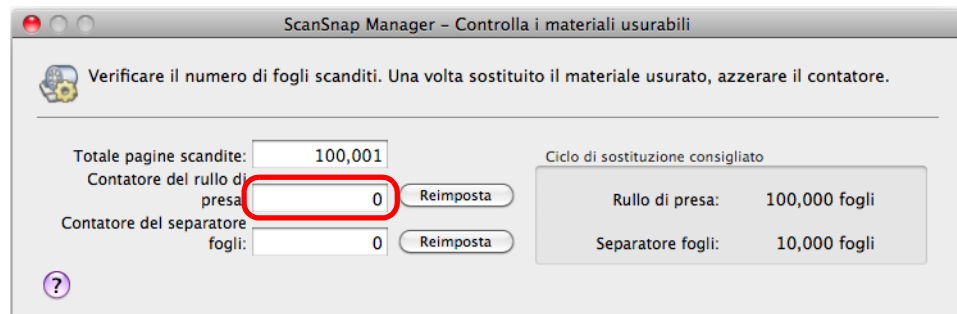 ScanSnap Manager – Controlla i materiali usurabili
Verificare il numero di fogli scanditi. Una volta sostituito il materiale usurato, azzerare il contatore.
Totale pagine scandite: 100,001
Contatore del rullo di
presa 0 Reimposta
Contatore del separatore
fogli: 0 Reimposta
Ciclo di sostituzione consigliato
Rullo di presa: 100,000 fogli
Separatore fogli: 10,000 fogli
?